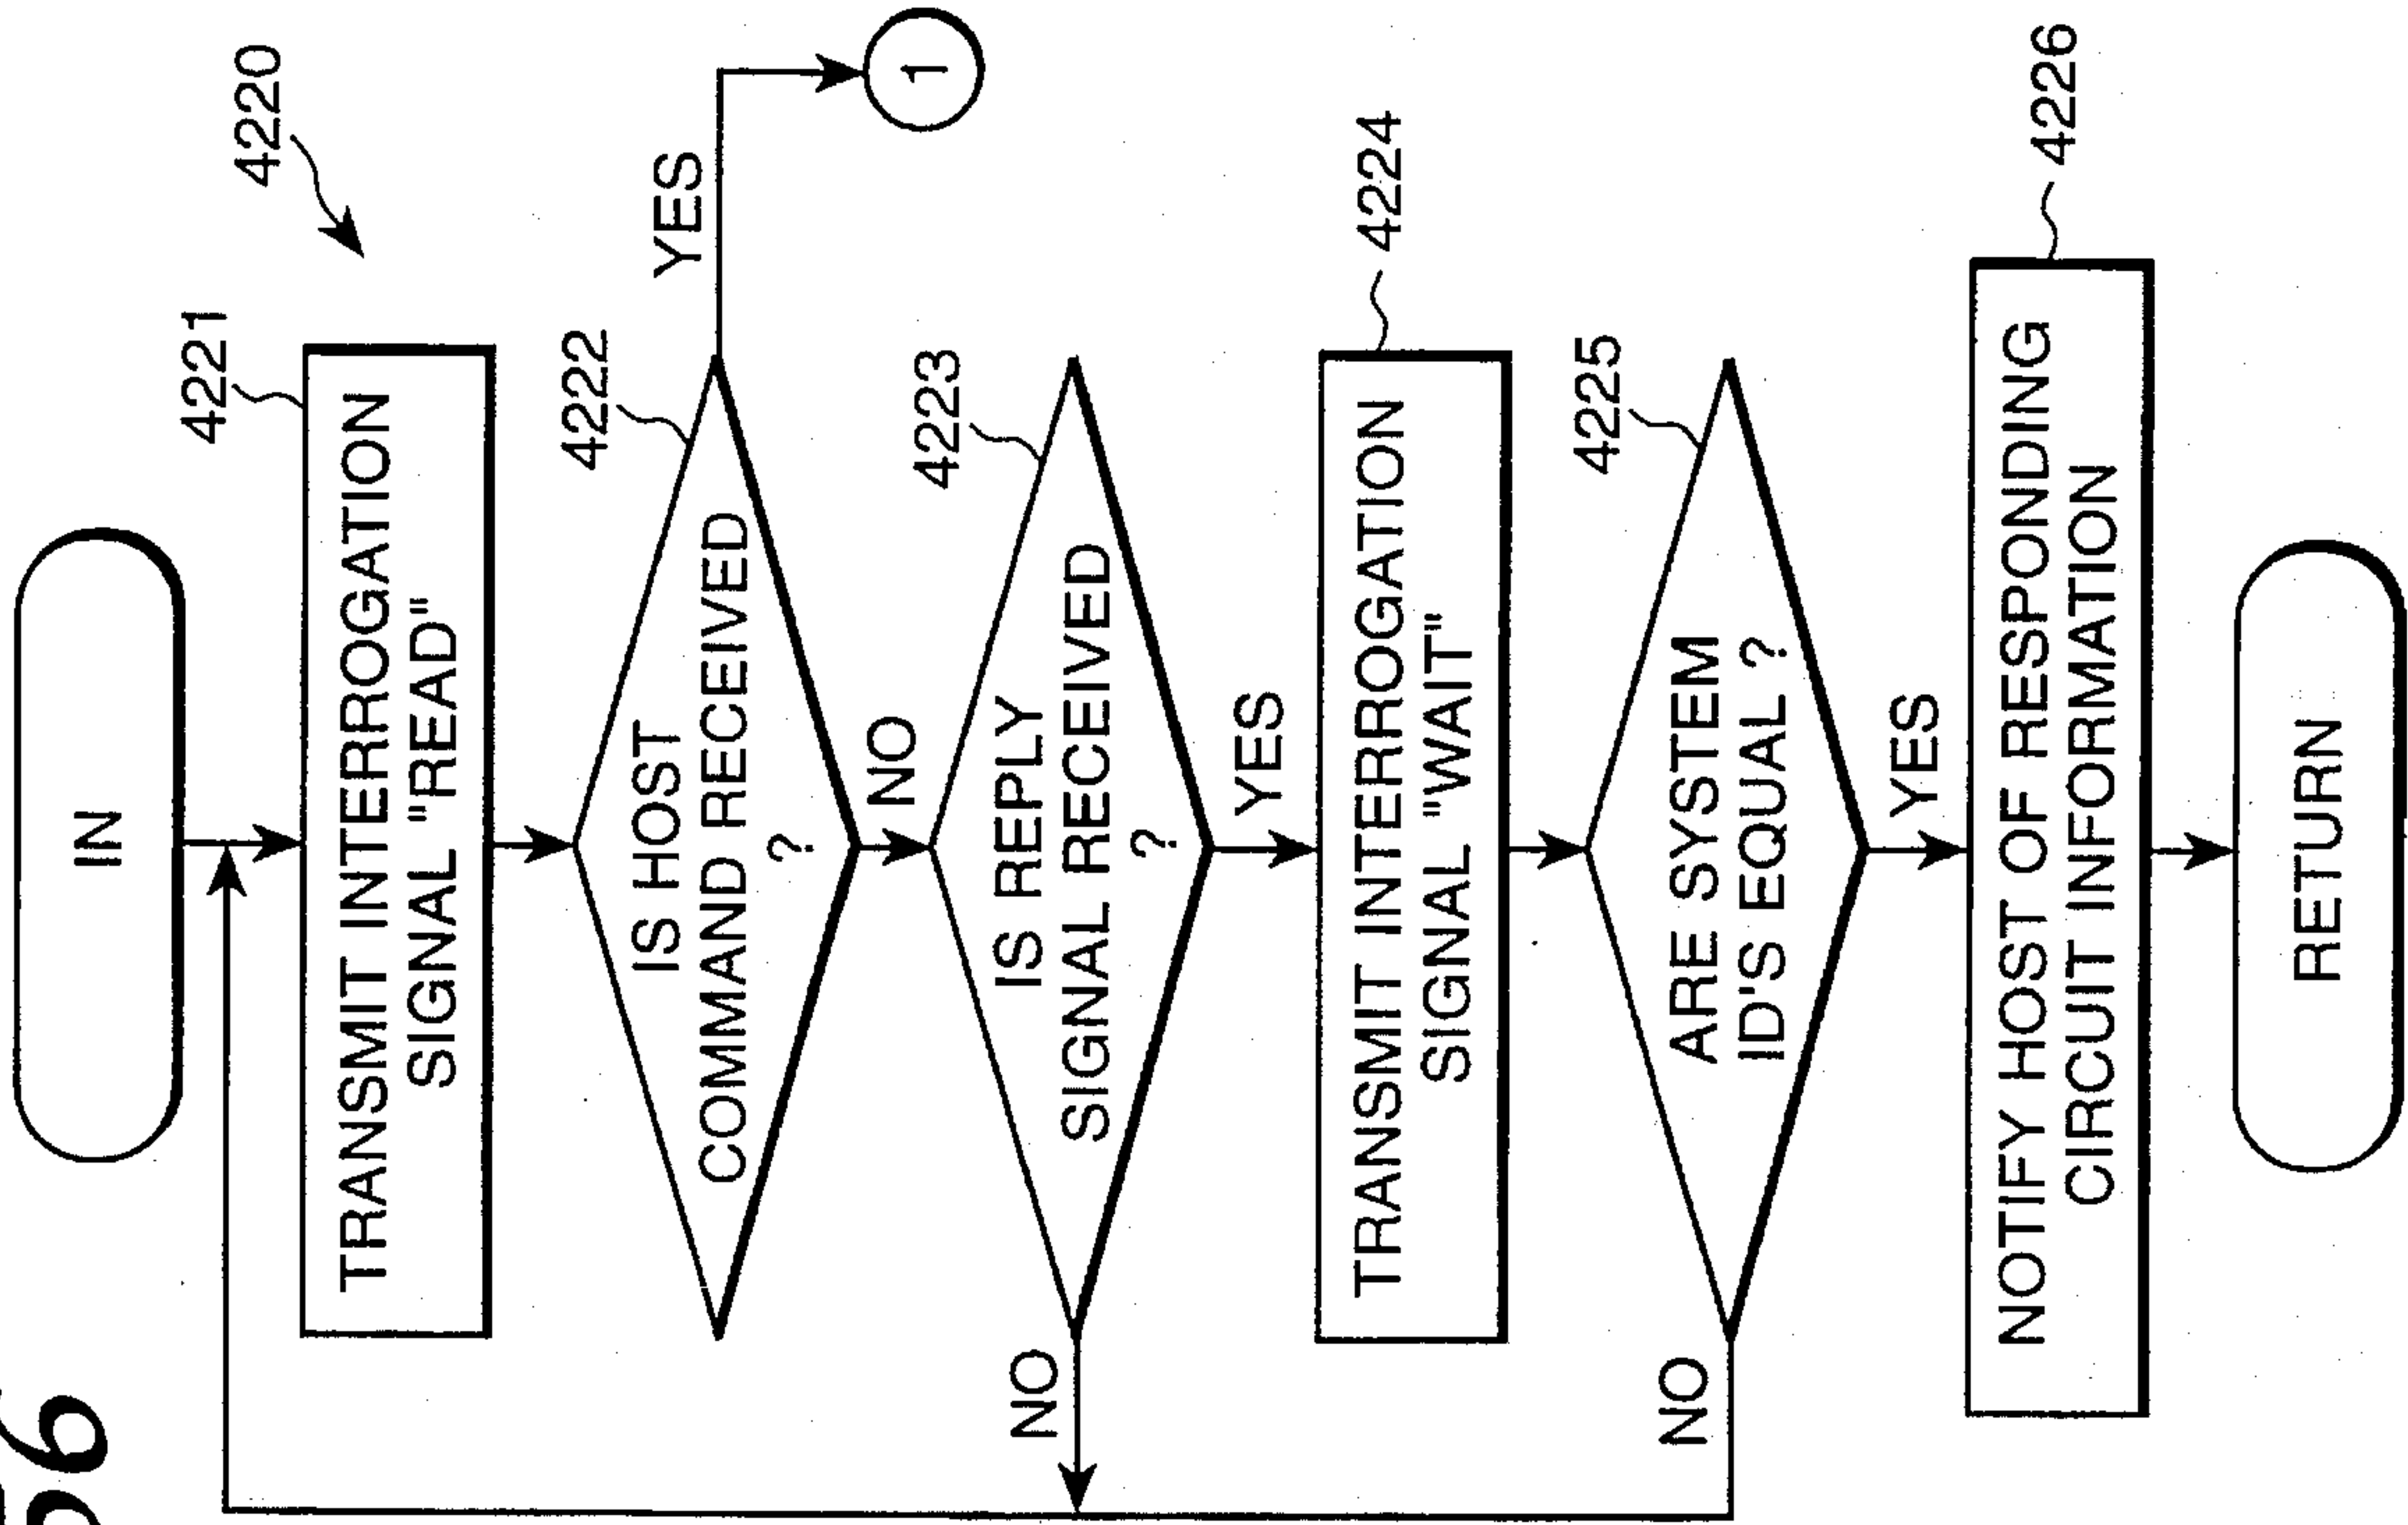 56
4220
IN
4221
TRANSMIT INTERROGATION
SIGNAL "READ"
4222
IS HOST
COMMAND RECEIVED
?
YES
1
NO
4223
IS REPLY
SIGNAL RECEIVED
?
NO
YES
4224
TRANSMIT INTERROGATION
SIGNAL "WAIT"
4225
ARE SYSTEM
ID'S EQUAL ?
NO
YES
4226
NOTIFY HOST OF RESPONDING
CIRCUIT INFORMATION
RETURN